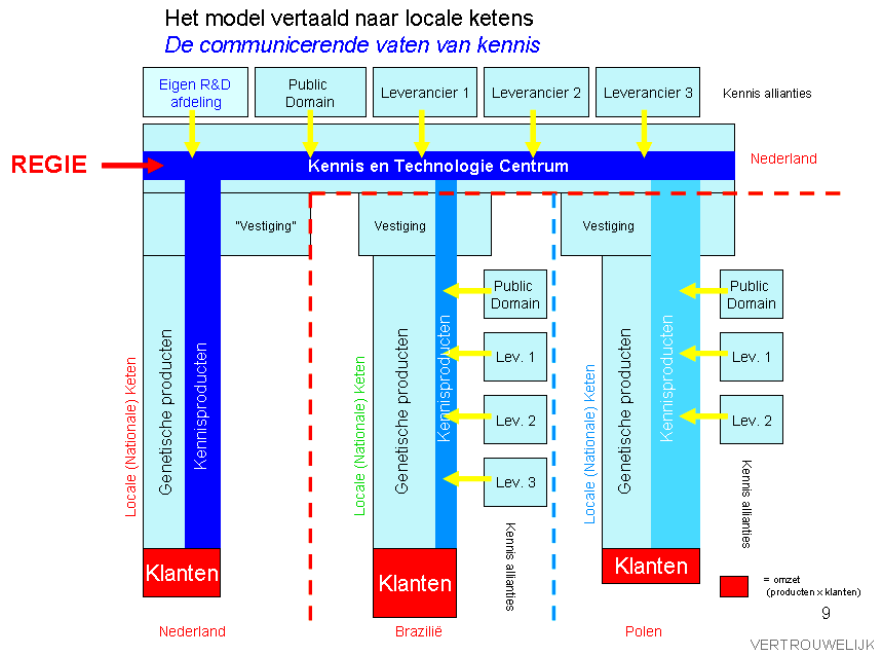 Het model vertaald naar locale ketens
De communicerende vaten van kennis
Eigen R&D
afdeling
Public
Domain
Leverancier 1
Leverancier 2
Leverancier 3
Kennis allianties
REGIE
Kennis en Technologie Centrum
Nederland
"Vestiging"
Vestiging
Vestiging
Locale (Nationale) Keten
Genetische producten
Kennisproducten
Locale (Nationale) Keten
Genetische producten
Kennisproducten
Public
Domain
Lev. 1
Lev. 2
Lev. 3
Kennis allianties
Locale (Nationale) Keten
Genetische producten
Kennisproducten
Public
Domain
Lev. 1
Lev. 2
Kennis allianties
Klanten
Klanten
Klanten
= omzet
(producten x klanten)
9
Nederland
Brazilië
Polen
VERTROUWELIJK